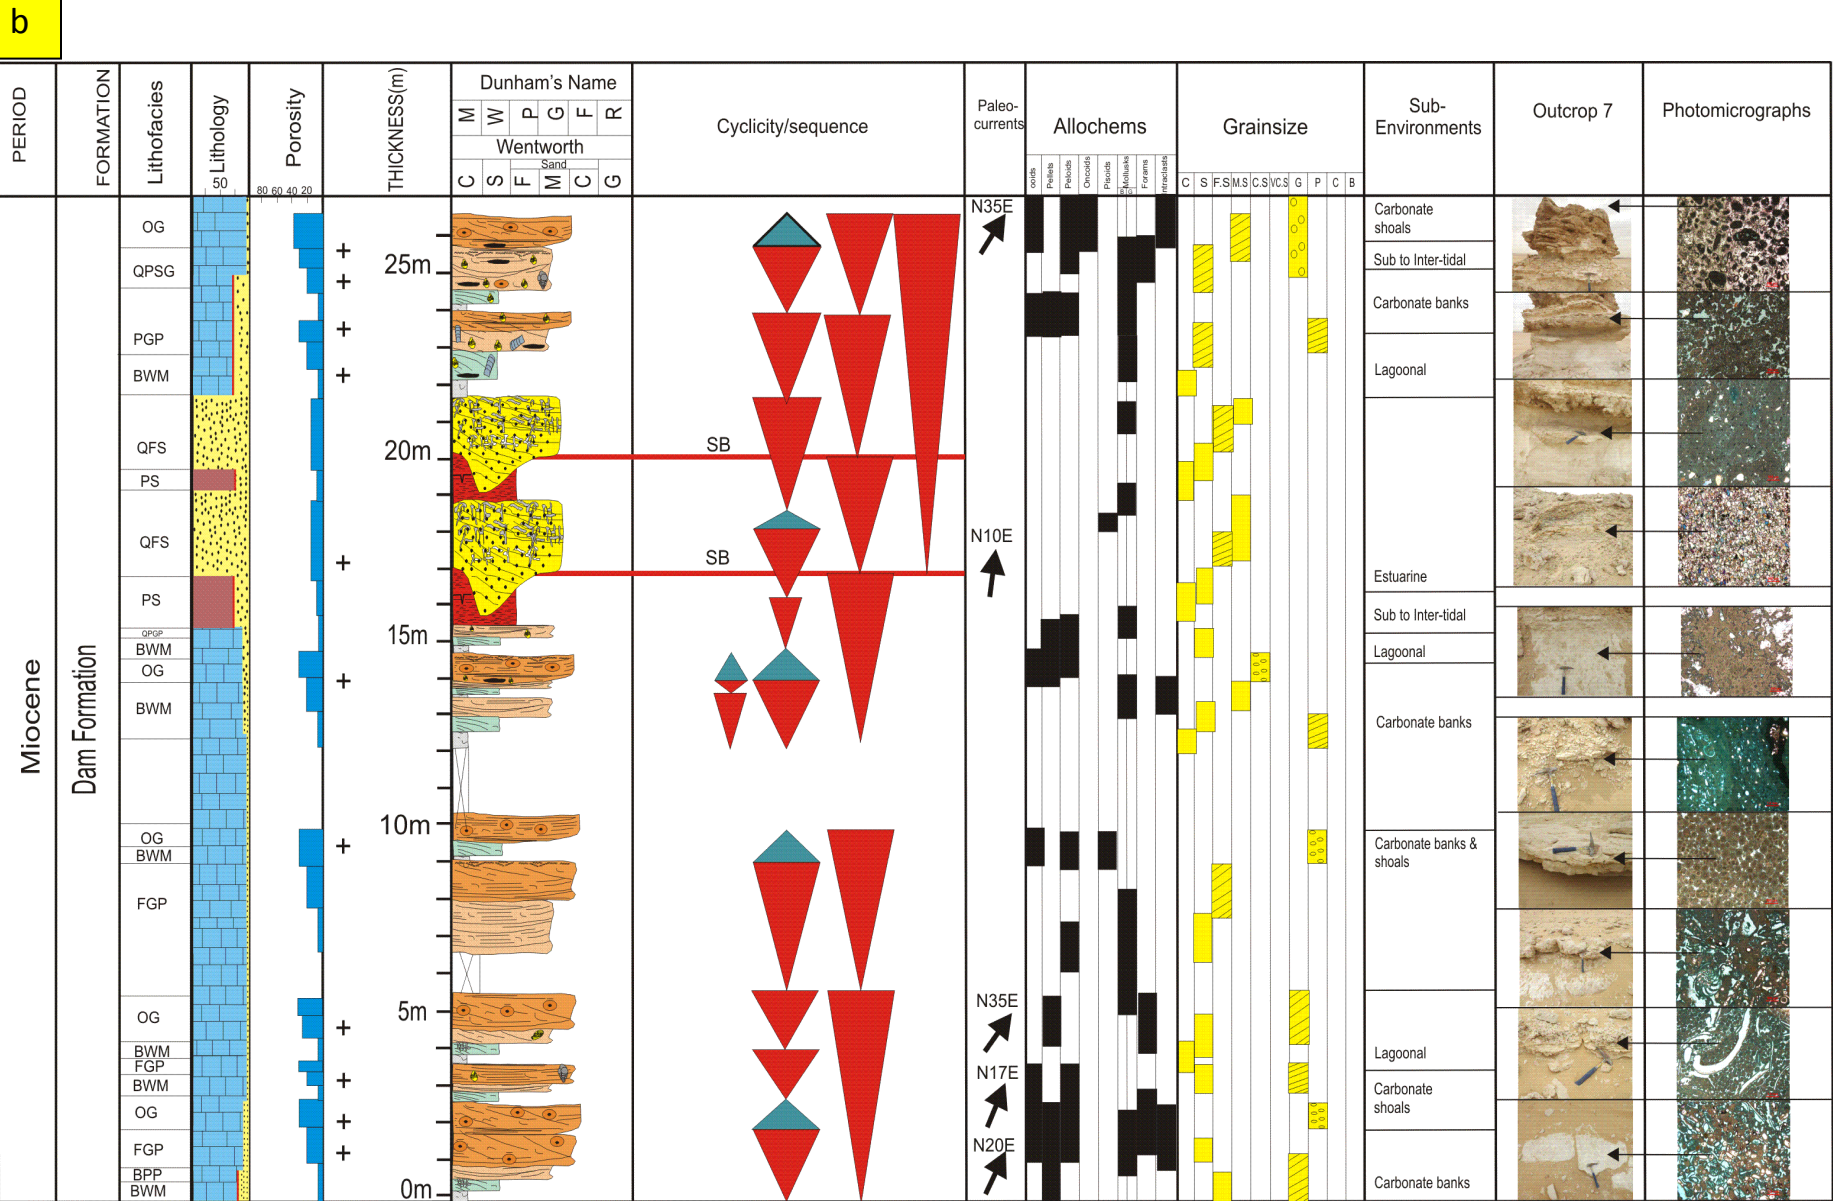 b
PERIOD
FORMATION
Lithofacies
Lithology
50
Porosity
80 60 40 20
THICKNESS(m)
Dunham's Name
M W P G F R
Wentworth
Sand
C S F M C G
Cyclicity/sequence
Paleo-
currents
Allochems
ooids
Pellets
Peloids
Oncoids
Pisoids
Mollusks
Forams
Intraclasts
Grainsize
C S F.S M.S C.S VC.S G P C B
Sub-
Environments
Outcrop 7
Photomicrographs
Miocene
Dam Formation
OG
QPSG
PGP
BWM
QFS
PS
QFS
PS
QPGP
BWM
OG
BWM
OG
BWM
FGP
OG
BWM
FGP
BWM
OG
FGP
BPP
BWM
+
+
+
+
+
+
+
+
+
+
+
25m
20m
15m
10m
5m
0m
SB
SB
N35E
N10E
N35E
N17E
N20E
Carbonate
shoals
Sub to Inter-tidal
Carbonate banks
Lagoonal
Estuarine
Sub to Inter-tidal
Lagoonal
Carbonate banks
Carbonate banks &
shoals
Lagoonal
Carbonate
shoals
Carbonate banks